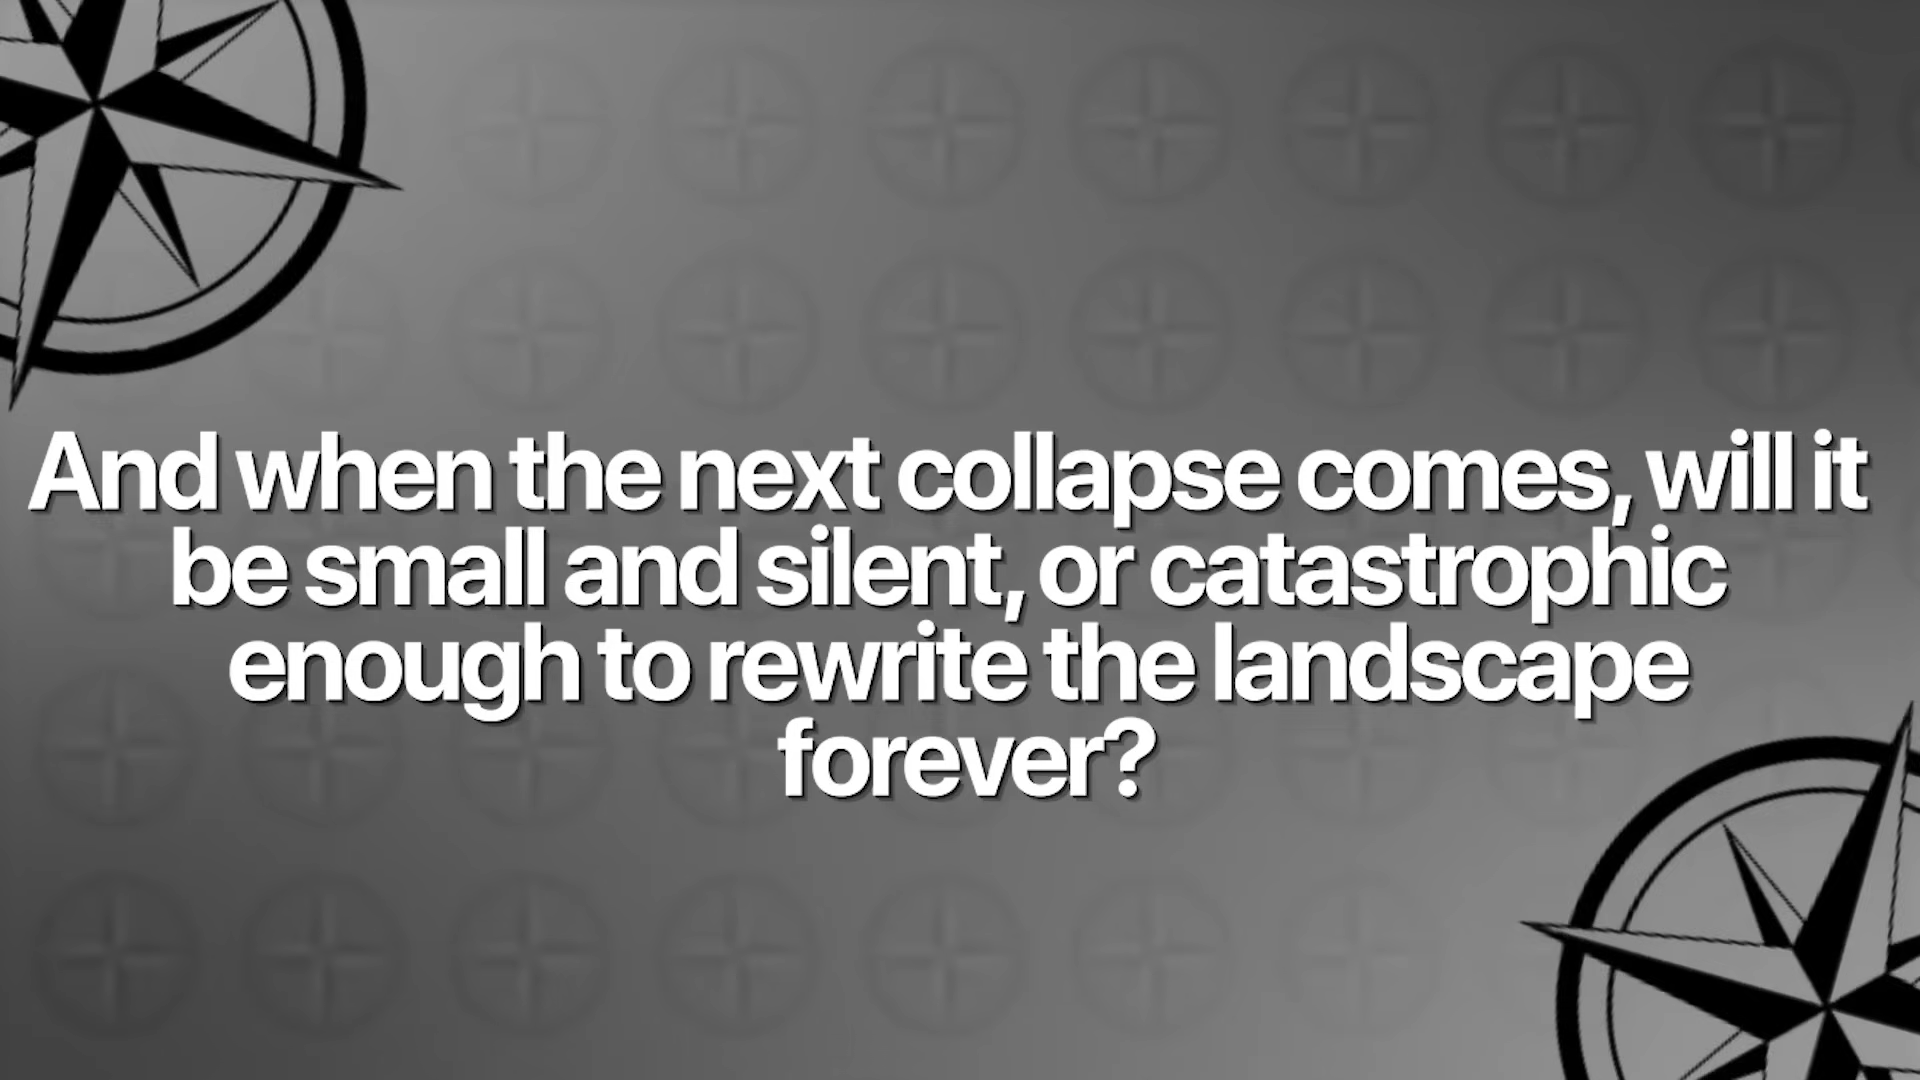 And when the next collapse comes, will it
be small and silent, or catastrophic
enough to rewrite the landscape
forever?